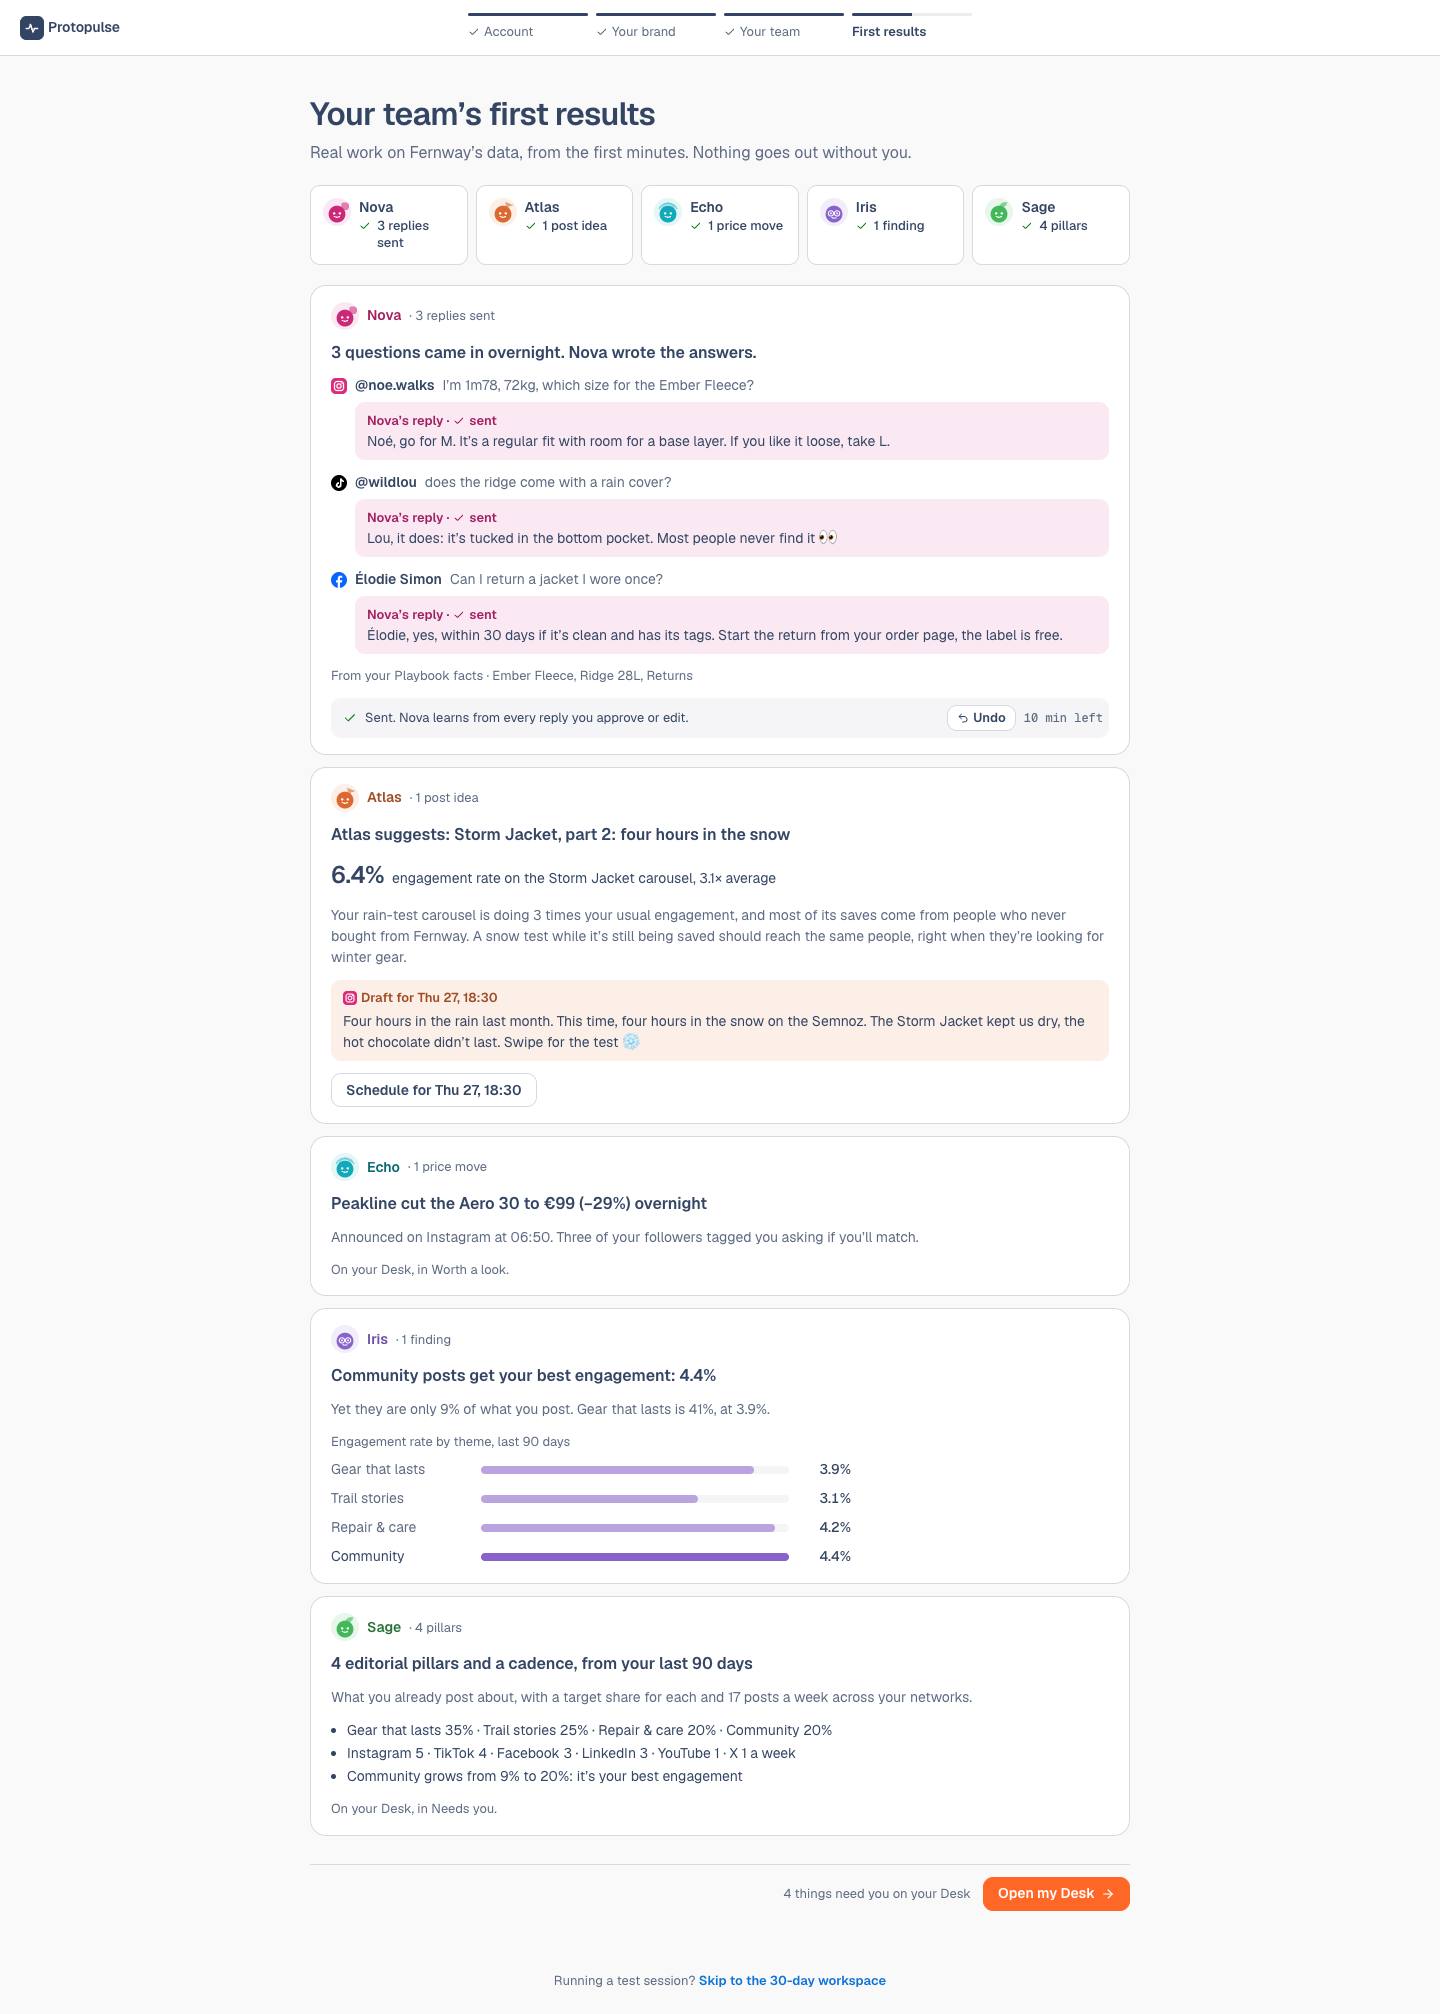 Protopulse
Account
Your brand
Your team
First results
Your team's first results
Real work on Fernway's data, from the first minutes. Nothing goes out without you.
Nova
3 replies
sent
Atlas
1 post idea
Echo
1 price move
Iris
1 finding
Sage
4 pillars
Nova · 3 replies sent
3 questions came in overnight. Nova wrote the answers.
@noe.walks I'm 1m78, 72kg, which size for the Ember Fleece?
Nova's reply · ✓ sent
Noé, go for M. It's a regular fit with room for a base layer. If you like it loose, take L.
@wildlou does the ridge come with a rain cover?
Nova's reply · ✓ sent
Lou, it does: it's tucked in the bottom pocket. Most people never find it 👀
Élodie Simon Can I return a jacket I wore once?
Nova's reply · ✓ sent
Élodie, yes, within 30 days if it's clean and has its tags. Start the return from your order page, the label is free.
From your Playbook facts · Ember Fleece, Ridge 28L, Returns
Sent. Nova learns from every reply you approve or edit. Undo 10 min left
Atlas · 1 post idea
Atlas suggests: Storm Jacket, part 2: four hours in the snow
6.4% engagement rate on the Storm Jacket carousel, 3.1× average
Your rain-test carousel is doing 3 times your usual engagement, and most of its saves come from people who never
bought from Fernway. A snow test while it's still being saved should reach the same people, right when they're looking for
winter gear.
Draft for Thu 27, 18:30
Four hours in the rain last month. This time, four hours in the snow on the Semnoz. The Storm Jacket kept us dry, the
hot chocolate didn't last. Swipe for the test ❄️
Schedule for Thu 27, 18:30
Echo · 1 price move
Peakline cut the Aero 30 to €99 (−29%) overnight
Announced on Instagram at 06:50. Three of your followers tagged you asking if you'll match.
On your Desk, in Worth a look.
Iris · 1 finding
Community posts get your best engagement: 4.4%
Yet they are only 9% of what you post. Gear that lasts is 41%, at 3.9%.
Engagement rate by theme, last 90 days
Gear that lasts 3.9%
Trail stories 3.1%
Repair & care 4.2%
Community 4.4%
Sage · 4 pillars
4 editorial pillars and a cadence, from your last 90 days
What you already post about, with a target share for each and 17 posts a week across your networks.
• Gear that lasts 35% · Trail stories 25% · Repair & care 20% · Community 20%
• Instagram 5 · TikTok 4 · Facebook 3 · LinkedIn 3 · YouTube 1 · X 1 a week
• Community grows from 9% to 20%: it's your best engagement
On your Desk, in Needs you.
4 things need you on your Desk Open my Desk →
Running a test session? Skip to the 30-day workspace